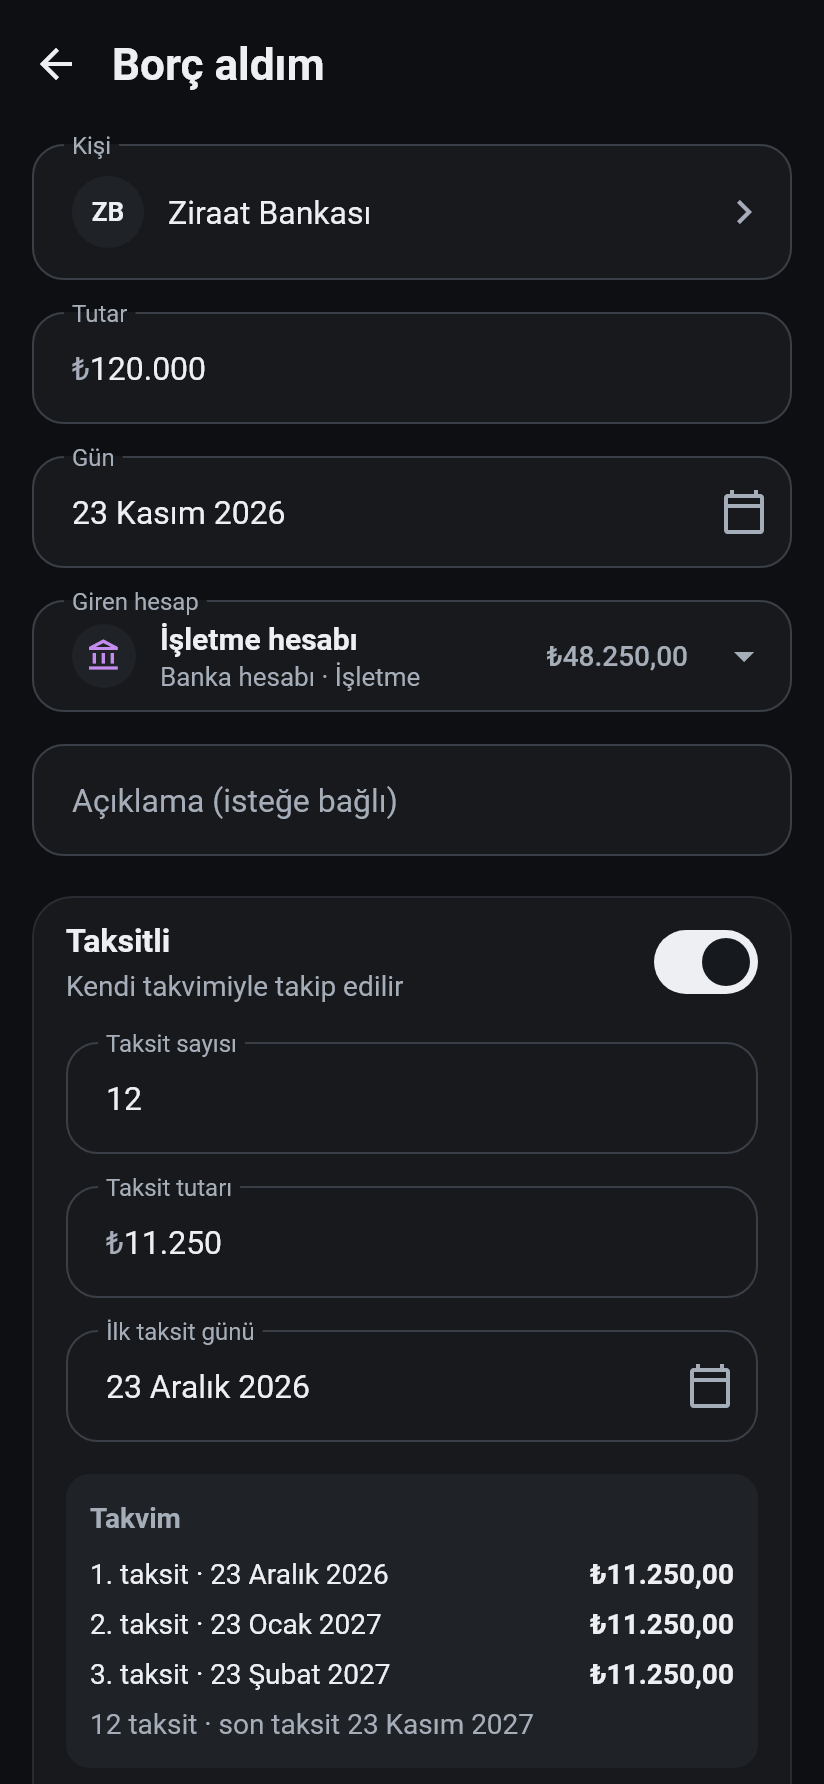 Borç aldım
Kişi
ZB
Ziraat Bankası
Tutar
₺120.000
Gün
23 Kasım 2026
Giren hesap
İşletme hesabı
Banka hesabı · İşletme
₺48.250,00
Açıklama (isteğe bağlı)
Taksitli
Kendi takvimiyle takip edilir
Taksit sayısı
12
Taksit tutarı
₺11.250
İlk taksit günü
23 Aralık 2026
Takvim
1. taksit · 23 Aralık 2026 ₺11.250,00
2. taksit · 23 Ocak 2027 ₺11.250,00
3. taksit · 23 Şubat 2027 ₺11.250,00
12 taksit · son taksit 23 Kasım 2027